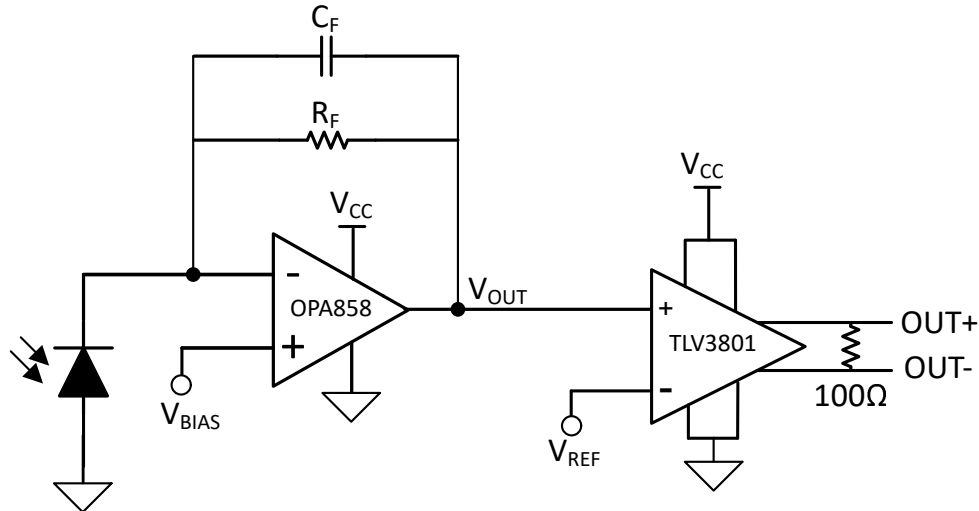 C_F
R_F
V_CC
-
OPA858
+
V_BIAS
V_OUT
V_CC
+
TLV3801
-
V_REF
OUT+
OUT-
100Ω